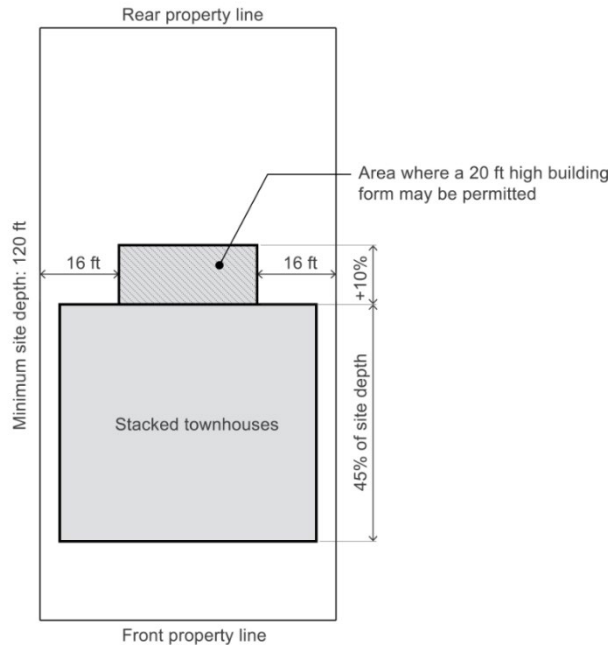 Rear property line
Area where a 20 ft high building
form may be permitted
16 ft
16 ft
+10%
Minimum site depth: 120 ft
Stacked townhouses
45% of site depth
Front property line